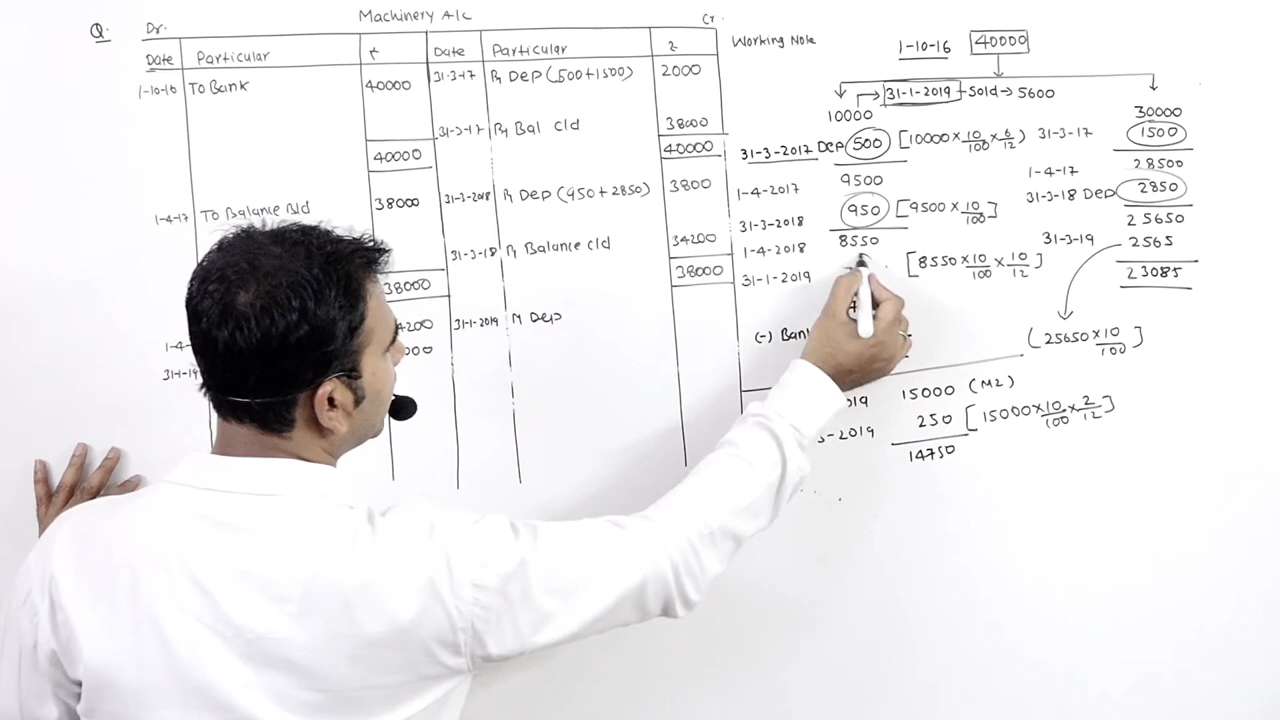 Q. Dr. Machinery A/c Cr.
Date Particular ₹ Date Particular ₹
1-10-16 To Bank 40000 31-3-17 By Dep (500+1500) 2000
31-3-17 By Bal c/d 38000
40000 40000
1-4-17 To Balance B/d 38000 31-3-2018 By Dep (950+2850) 3800
31-3-18 By Balance c/d 34200
38000 38000
1-4- 4200 31-1-2019 By Dep
31-1-19 000
Working Note
1-10-16 40000
31-1-2019 - Sold → 5600
10000
31-3-2017 Dep 500 [10000×10/100×6/12)
9500
1-4-2017
31-3-2018 950 [9500×10/100]
1-4-2018 8550
31-1-2019 [8550×10/100×10/12]
(-) Ban
019 15000 (M2)
3-2019 250 [15000×10/100×2/12]
14750
30000
31-3-17 1500
28500
1-4-17
31-3-18 Dep 2850
25650
31-3-19 2565
23085
(25650×10/100]